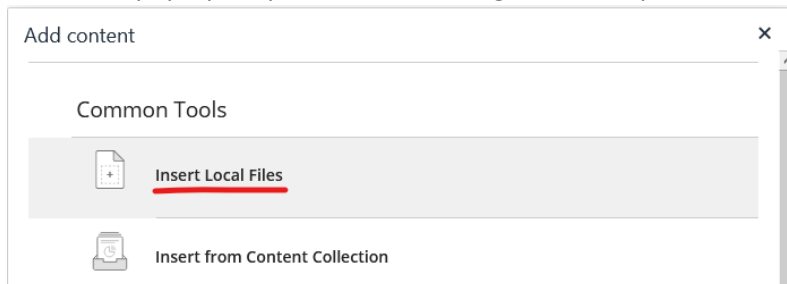 Add content
Common Tools
Insert Local Files
Insert from Content Collection